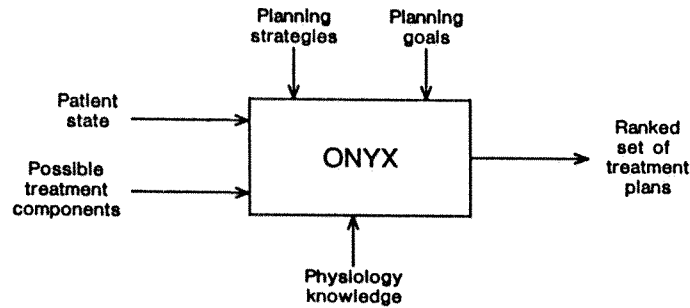 Planning
strategies
Planning
goals
Patient
state
Possible
treatment
components
ONYX
Ranked
set of
treatment
plans
Physiology
knowledge